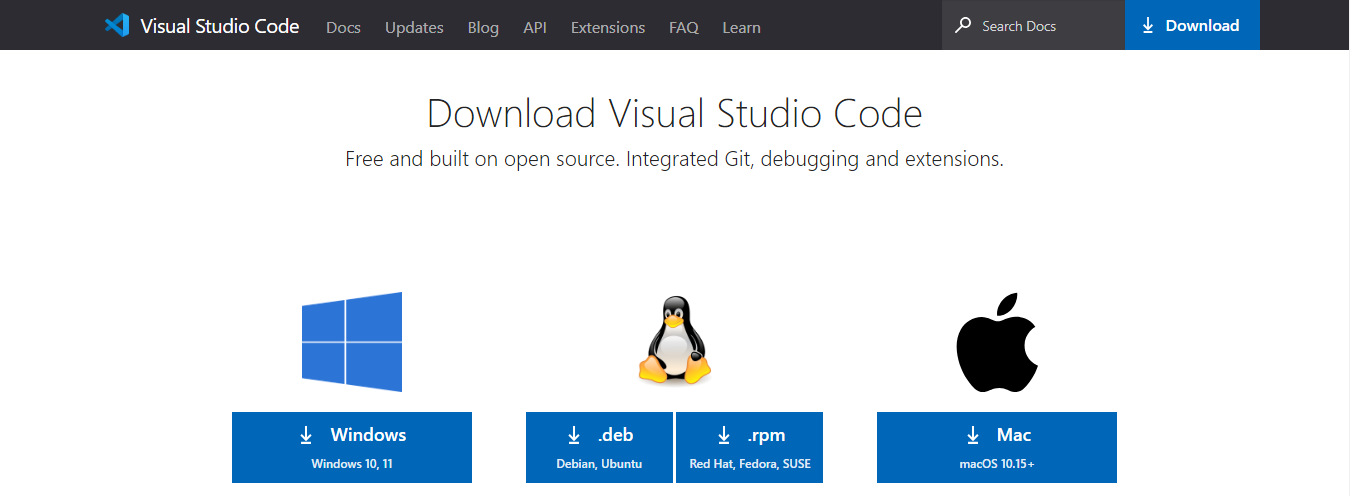 Visual Studio Code Docs Updates Blog API Extensions FAQ Learn Search Docs Download
Download Visual Studio Code
Free and built on open source. Integrated Git, debugging and extensions.
Windows .deb .rpm Mac
Windows 10, 11 Debian, Ubuntu Red Hat, Fedora, SUSE macOS 10.15+